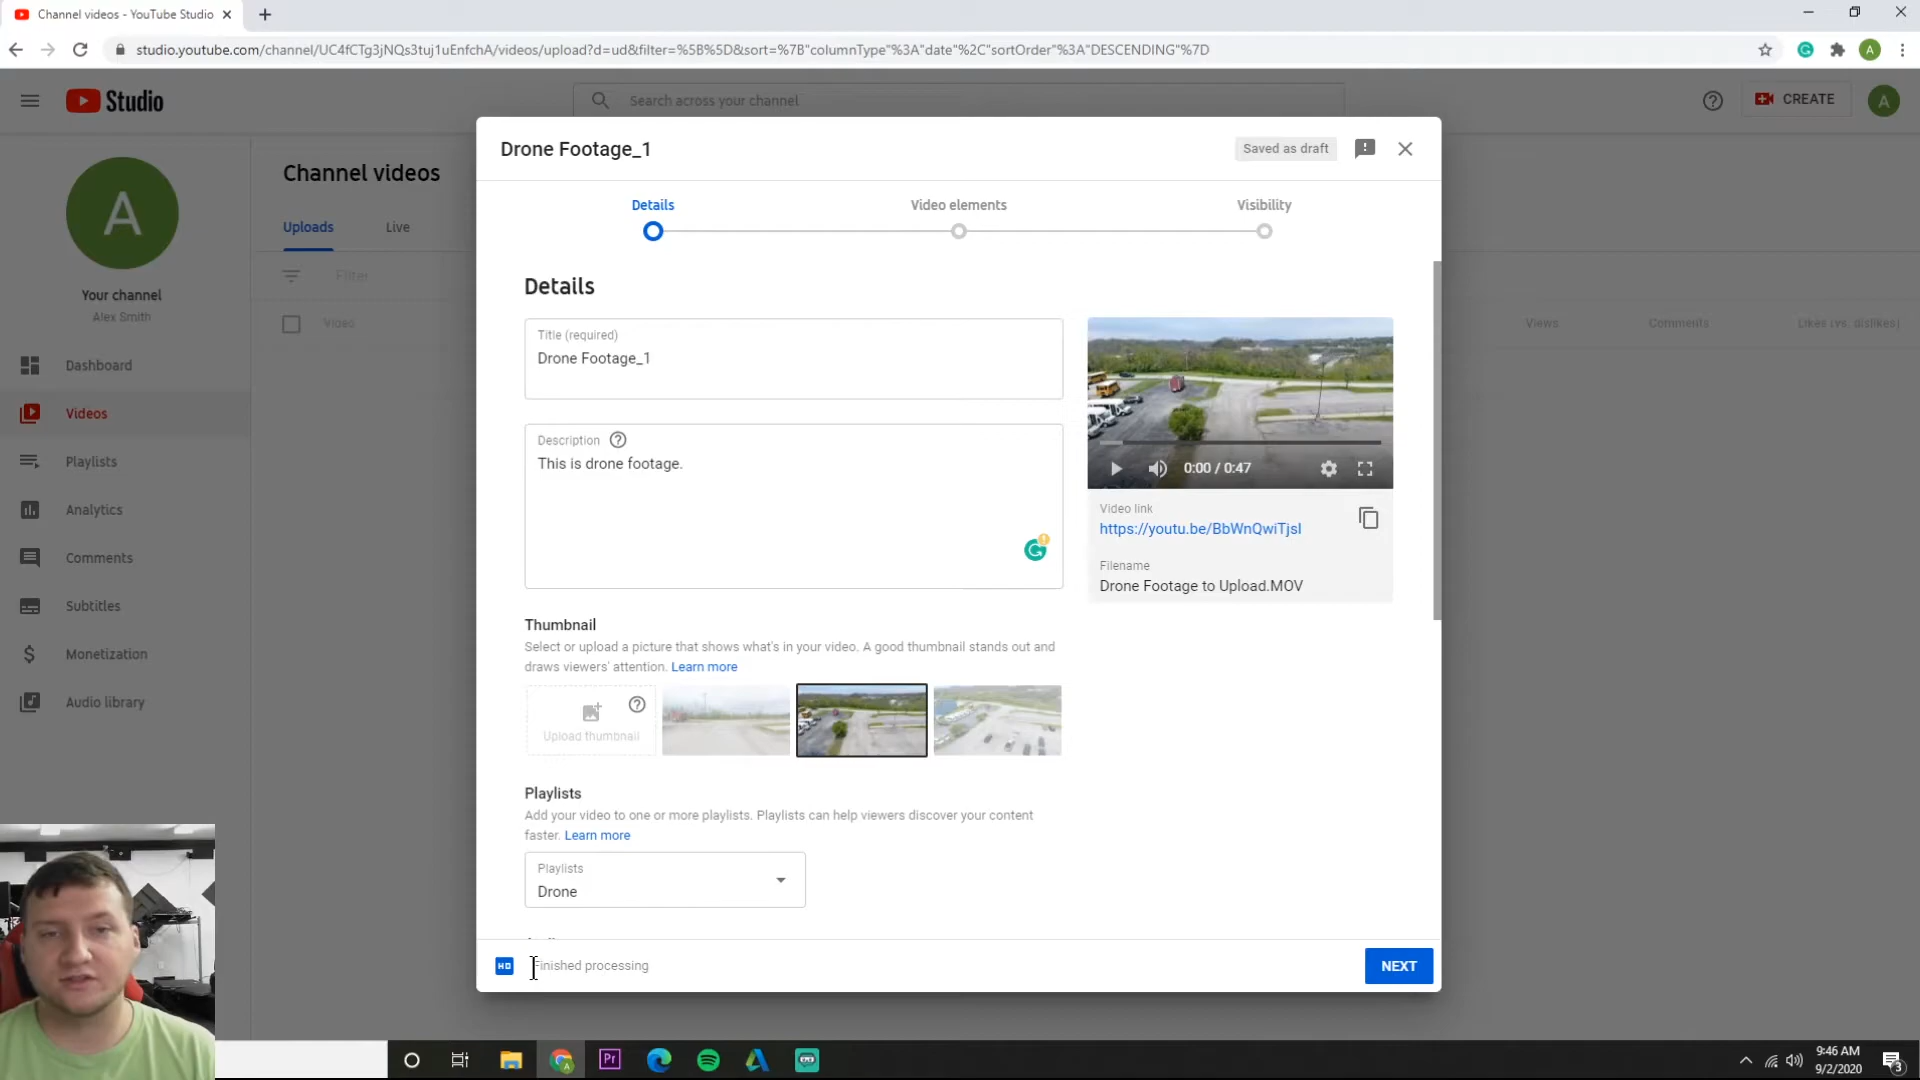 Channel videos - YouTube Studio
studio.youtube.com/channel/UC4fCTg3jNQs3tuj1uEnfchA/videos/upload?d=ud&filter=%5B%5D&sort=%7B"columnType"%3A"date"%2C"sortOrder"%3A"DESCENDING"%7D
A
Studio
Search across your channel
CREATE
A
A
Your channel
Alex Smith
Dashboard
Videos
Playlists
Analytics
Comments
Subtitles
Monetization
Audio library
Channel videos
Uploads
Live
Filter
Video
Views
Comments
Likes (vs. dislikes)
Drone Footage_1
Saved as draft
Details
Video elements
Visibility
Details
Title (required)
Drone Footage_1
Description
This is drone footage.
0:00 / 0:47
Video link
https://youtu.be/BbWnQwiTjsI
Filename
Drone Footage to Upload.MOV
Thumbnail
Select or upload a picture that shows what's in your video. A good thumbnail stands out and
draws viewers' attention. Learn more
Upload thumbnail
Playlists
Add your video to one or more playlists. Playlists can help viewers discover your content
faster. Learn more
Playlists
Drone
HD
Finished processing
NEXT
Pr
9:46 AM
9/2/2020
3